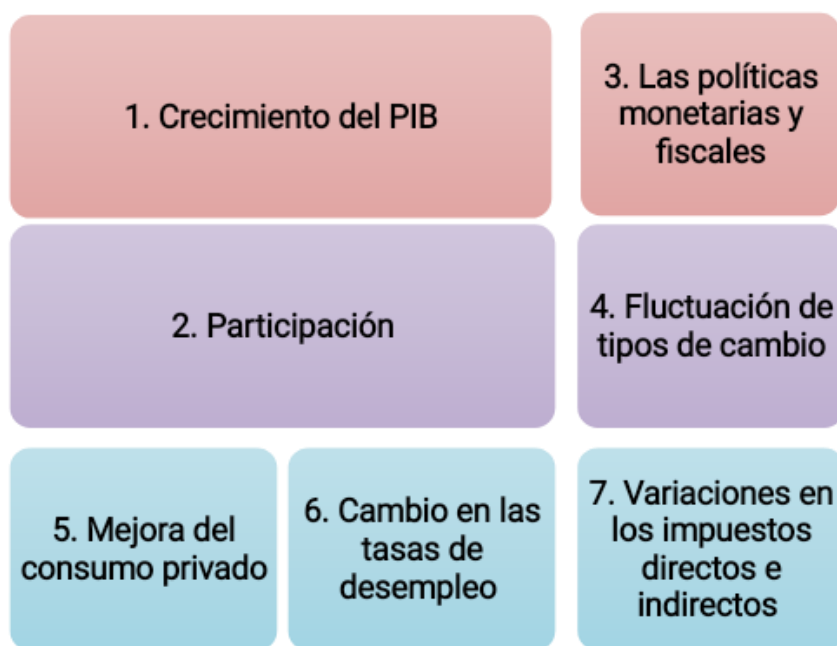 1. Crecimiento del PIB
3. Las políticas
monetarias y
fiscales
2. Participación
4. Fluctuación de
tipos de cambio
5. Mejora del
consumo privado
6. Cambio en las
tasas de
desempleo
7. Variaciones en
los impuestos
directos e
indirectos